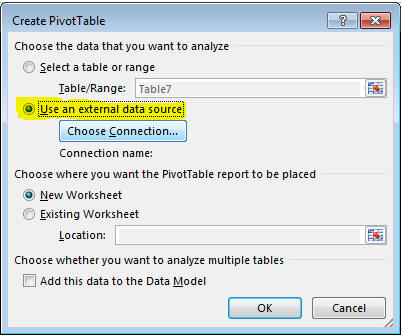 Create PivotTable
Choose the data that you want to analyze
Select a table or range
Table/Range: Table7
Use an external data source
Choose Connection...
Connection name:
Choose where you want the PivotTable report to be placed
New Worksheet
Existing Worksheet
Location:
Choose whether you want to analyze multiple tables
Add this data to the Data Model
OK Cancel